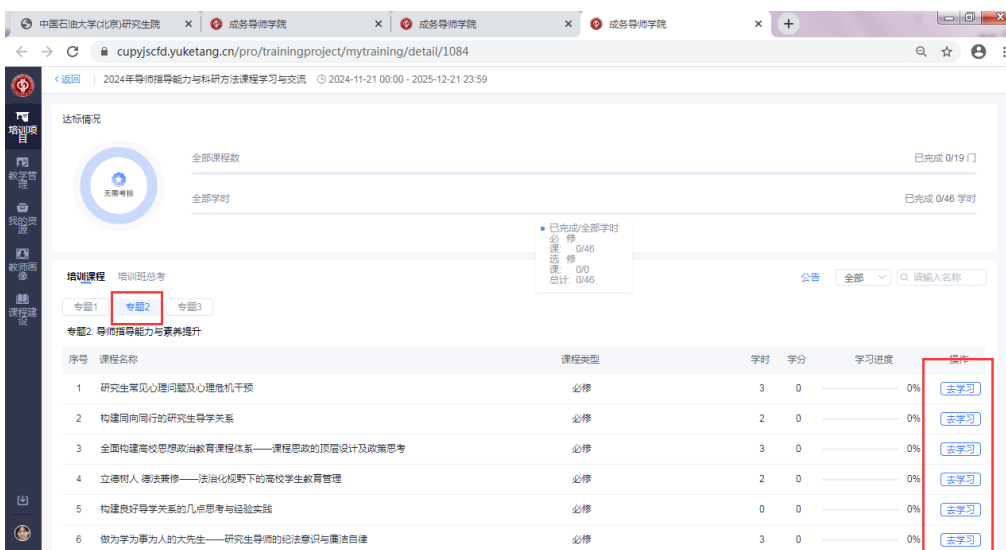 中国石油大学(北京)研究生院 × 成务导师学院 × 成务导师学院 × 成务导师学院 × +
cupyjscfd.yuketang.cn/pro/trainingproject/mytraining/detail/1084
<返回 | 2024年导师指导能力与科研方法课程学习与交流 2024-11-21 00:00 - 2025-12-21 23:59
培训项目
教学管理
我的资源
教师画像
课程建设
达标情况
无需考核
全部课程数 已完成 0/19 门
全部学时 已完成 0/46 学时
已完成/全部学时
必 修
课: 0/46
选 修
课: 0/0
总计: 0/46
培训课程 培训班总考 公告 全部 请输入名称
专题1 专题2 专题3
专题2: 导师指导能力与素养提升
序号 课程名称 课程类型 学时 学分 学习进度 操作
1 研究生常见心理问题及心理危机干预 必修 3 0 0% 去学习
2 构建同向同行的研究生导学关系 必修 2 0 0% 去学习
3 全面构建高校思想政治教育课程体系——课程思政的顶层设计及政策思考 必修 3 0 0% 去学习
4 立德树人 德法兼修——法治化视野下的高校学生教育管理 必修 2 0 0% 去学习
5 构建良好导学关系的几点思考与经验实践 必修 0 0 0% 去学习
6 做为学为事为人的大先生——研究生导师的纪法意识与廉洁自律 必修 3 0 0% 去学习